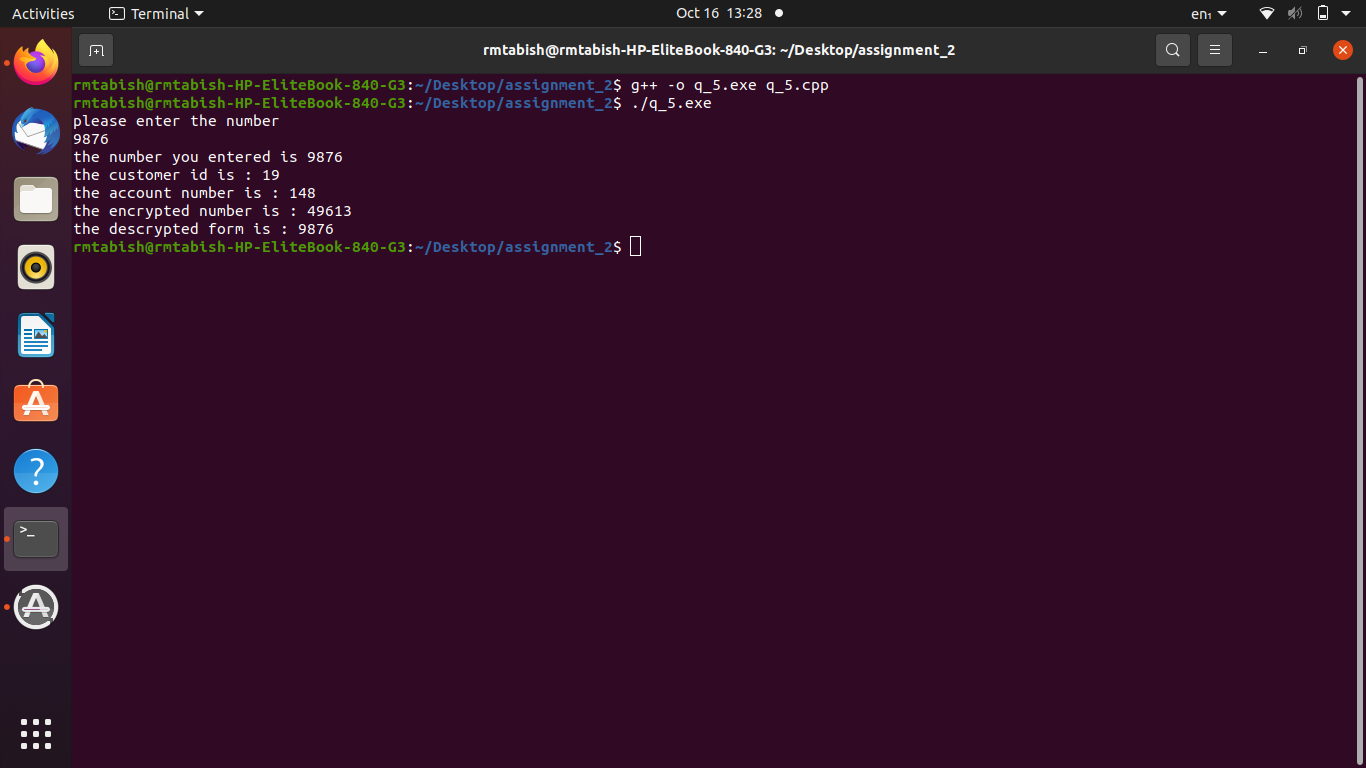 Activities Terminal Oct 16 13:28 en₁
rmtabish@rmtabish-HP-EliteBook-840-G3: ~/Desktop/assignment_2
rmtabish@rmtabish-HP-EliteBook-840-G3:~/Desktop/assignment_2$ g++ -o q_5.exe q_5.cpp
rmtabish@rmtabish-HP-EliteBook-840-G3:~/Desktop/assignment_2$ ./q_5.exe
please enter the number
9876
the number you entered is 9876
the customer id is : 19
the account number is : 148
the encrypted number is : 49613
the descrypted form is : 9876
rmtabish@rmtabish-HP-EliteBook-840-G3:~/Desktop/assignment_2$